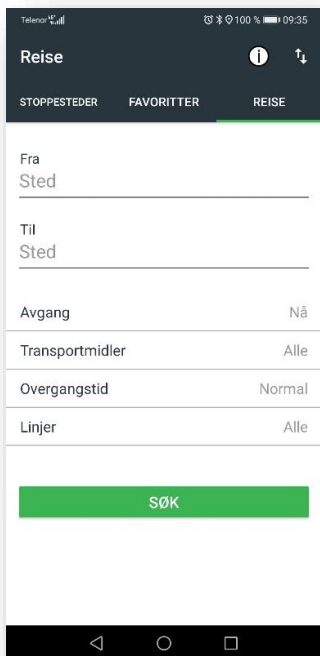 Telenor 100 % 09:35
Reise
STOPPESTEDER FAVORITTER REISE
Fra
Sted
Til
Sted
Avgang Nå
Transportmidler Alle
Overgangstid Normal
Linjer Alle
SØK